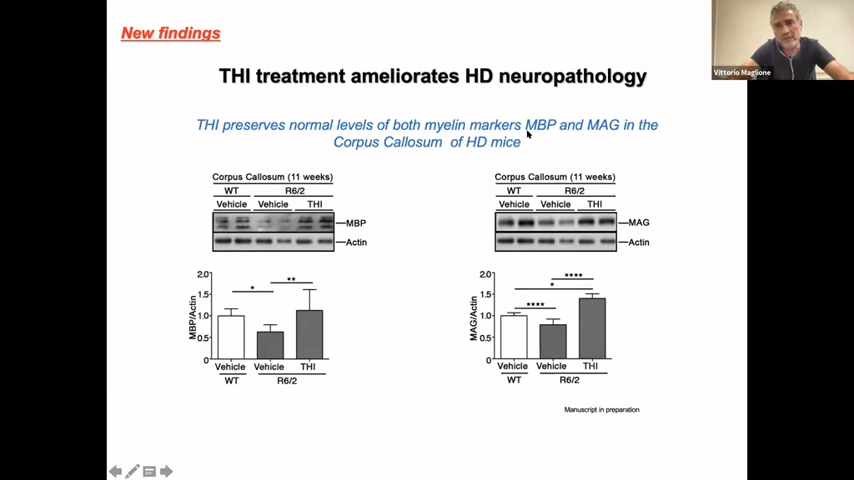 New findings
Vittorio Maglione
THI treatment ameliorates HD neuropathology
THI preserves normal levels of both myelin markers MBP and MAG in the
Corpus Callosum of HD mice
Corpus Callosum (11 weeks)
WT R6/2
Vehicle Vehicle THI
MBP
Actin
2.0
1.5
1.0
0.5
0
MBP/Actin
* **
Vehicle Vehicle THI
WT R6/2
Corpus Callosum (11 weeks)
WT R6/2
Vehicle Vehicle THI
MAG
Actin
2.0
1.5
1.0
0.5
0
MAG/Actin
****
*
****
Vehicle Vehicle THI
WT R6/2
Manuscript in preparation